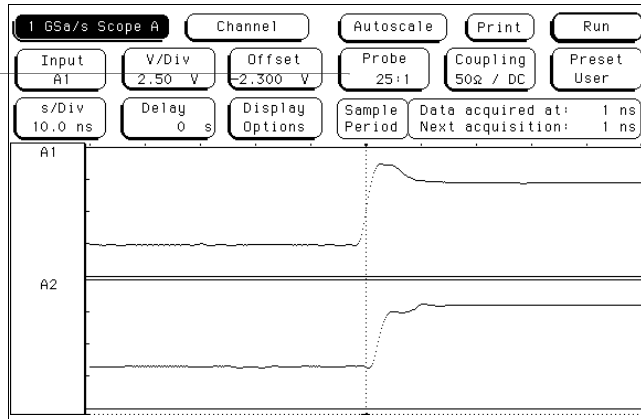 1 GSa/s Scope A
Channel
Autoscale
Print
Run
Input
A1
V/Div
2.50 V
Offset
-2.300 V
Probe
25:1
Coupling
50Ω / DC
Preset
User
s/Div
10.0 ns
Delay
0 s
Display
Options
Sample
Period
Data acquired at: 1 ns
Next acquisition: 1 ns
A1
A2